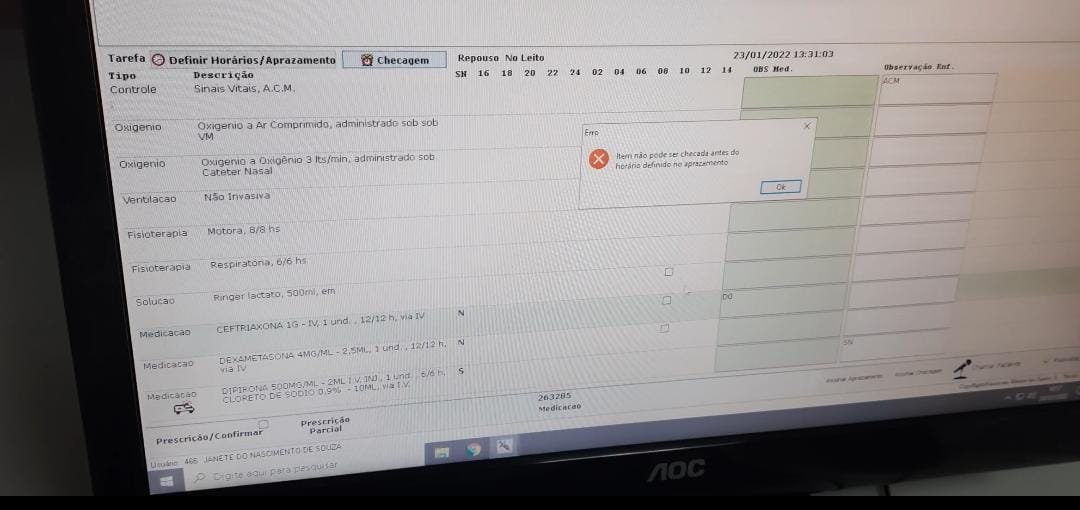 Tarefa Definir Horários/Aprazamento Checagem Repouso No Leito 23/01/2022 13:31:03
Tipo Descrição SN 16 18 20 22 24 02 04 06 08 10 12 14 OBS Med. Observação Enf.
Controle Sinais Vitais, A.C.M. ACM
Oxigenio Oxigenio a Ar Comprimido, administrado sob sob
VM
Oxigenio Oxigenio a Oxigênio 3 lts/min, administrado sob
Cateter Nasal
Erro
Item não pode ser checado antes do
horário definido no aprazamento
Ok
Ventilacao Não Invasiva
Fisioterapia Motora, 8/8 hs
Fisioterapia Respiratória, 6/6 hs
Solucao Ringer lactato, 500ml, em
Medicacao CEFTRIAXONA 1G - IV, 1 und. , 12/12 h, via IV N D0
Medicacao DEXAMETASONA 4MG/ML - 2,5ML, 1 und. , 12/12 h, N
via IV
Medicacao DIPIRONA 500MG/ML - 2ML I.V. INJ., 1 und. , 6/6 h, S SN
CLORETO DE SODIO 0,9% - 10ML, via I.V.
Prescrição/Confirmar Prescrição
Parcial
263285
Medicacao
Usuário: 466 JANETE DO NASCIMENTO DE SOUZA
Digite aqui para pesquisar
AOC